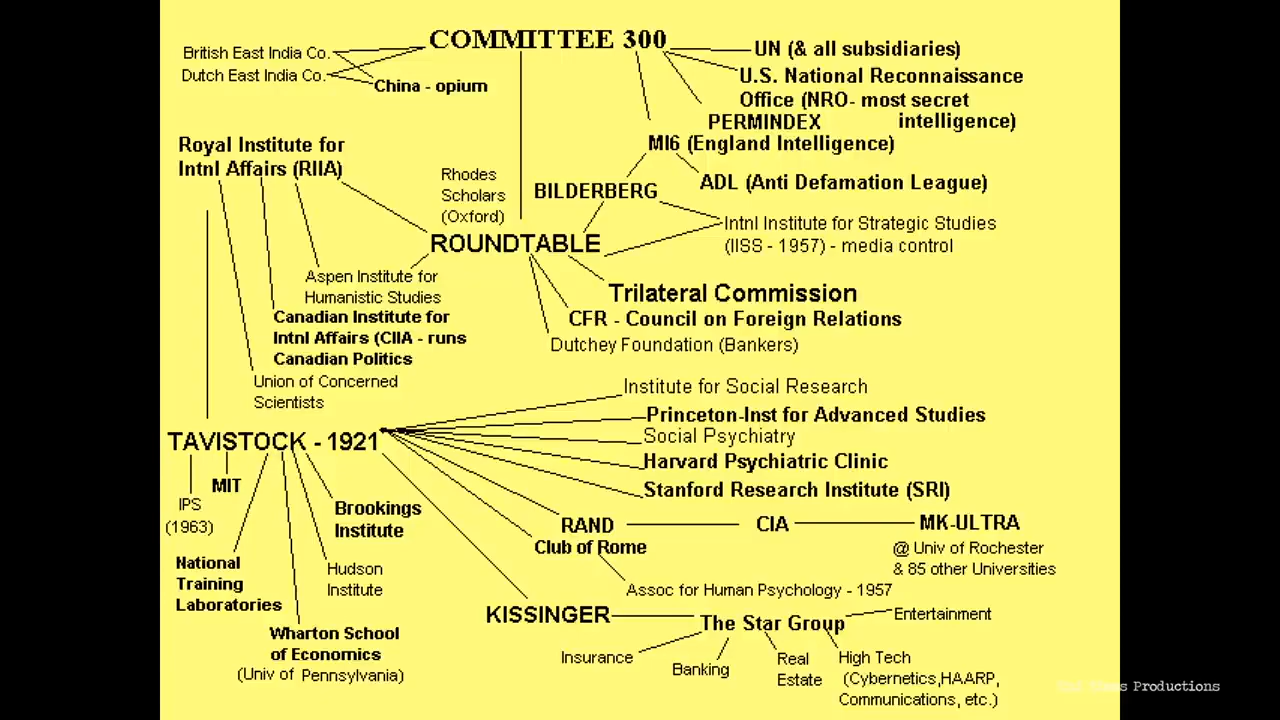 COMMITTEE 300
British East India Co.
Dutch East India Co.
China - opium
UN (& all subsidiaries)
U.S. National Reconnaissance
Office (NRO- most secret
intelligence)
PERMINDEX
MI6 (England Intelligence)
ADL (Anti Defamation League)
Royal Institute for
Intnl Affairs (RIIA)
Rhodes
Scholars
(Oxford)
BILDERBERG
Intnl Institute for Strategic Studies
(IISS - 1957) - media control
ROUNDTABLE
Aspen Institute for
Humanistic Studies
Trilateral Commission
CFR - Council on Foreign Relations
Dutchey Foundation (Bankers)
Canadian Institute for
Intnl Affairs (CIIA - runs
Canadian Politics
Union of Concerned
Scientists
Institute for Social Research
Princeton-Inst for Advanced Studies
Social Psychiatry
Harvard Psychiatric Clinic
Stanford Research Institute (SRI)
TAVISTOCK - 1921
MIT
IPS
(1963)
Brookings
Institute
RAND
CIA
MK-ULTRA
@ Univ of Rochester
& 85 other Universities
Club of Rome
Assoc for Human Psychology - 1957
National
Training
Laboratories
Hudson
Institute
Wharton School
of Economics
(Univ of Pennsylvania)
KISSINGER
The Star Group
Entertainment
Insurance
Banking
Real
Estate
High Tech
(Cybernetics,HAARP,
Communications, etc.)
Productions